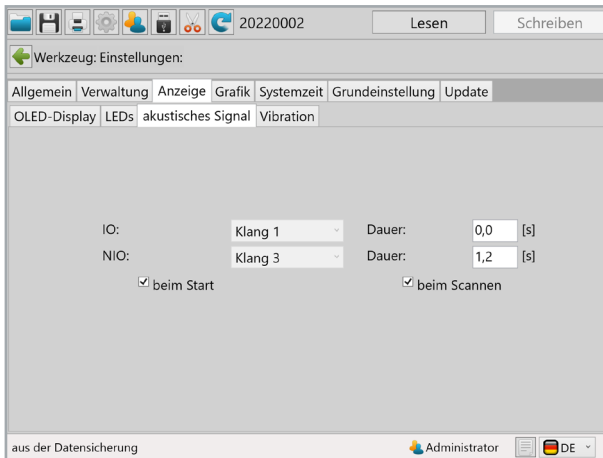 20220002 Lesen Schreiben
Werkzeug: Einstellungen:
Allgemein Verwaltung Anzeige Grafik Systemzeit Grundeinstellung Update
OLED-Display LEDs akustisches Signal Vibration
IO: Klang 1 Dauer: 0,0 [s]
NIO: Klang 3 Dauer: 1,2 [s]
beim Start beim Scannen
aus der Datensicherung Administrator DE